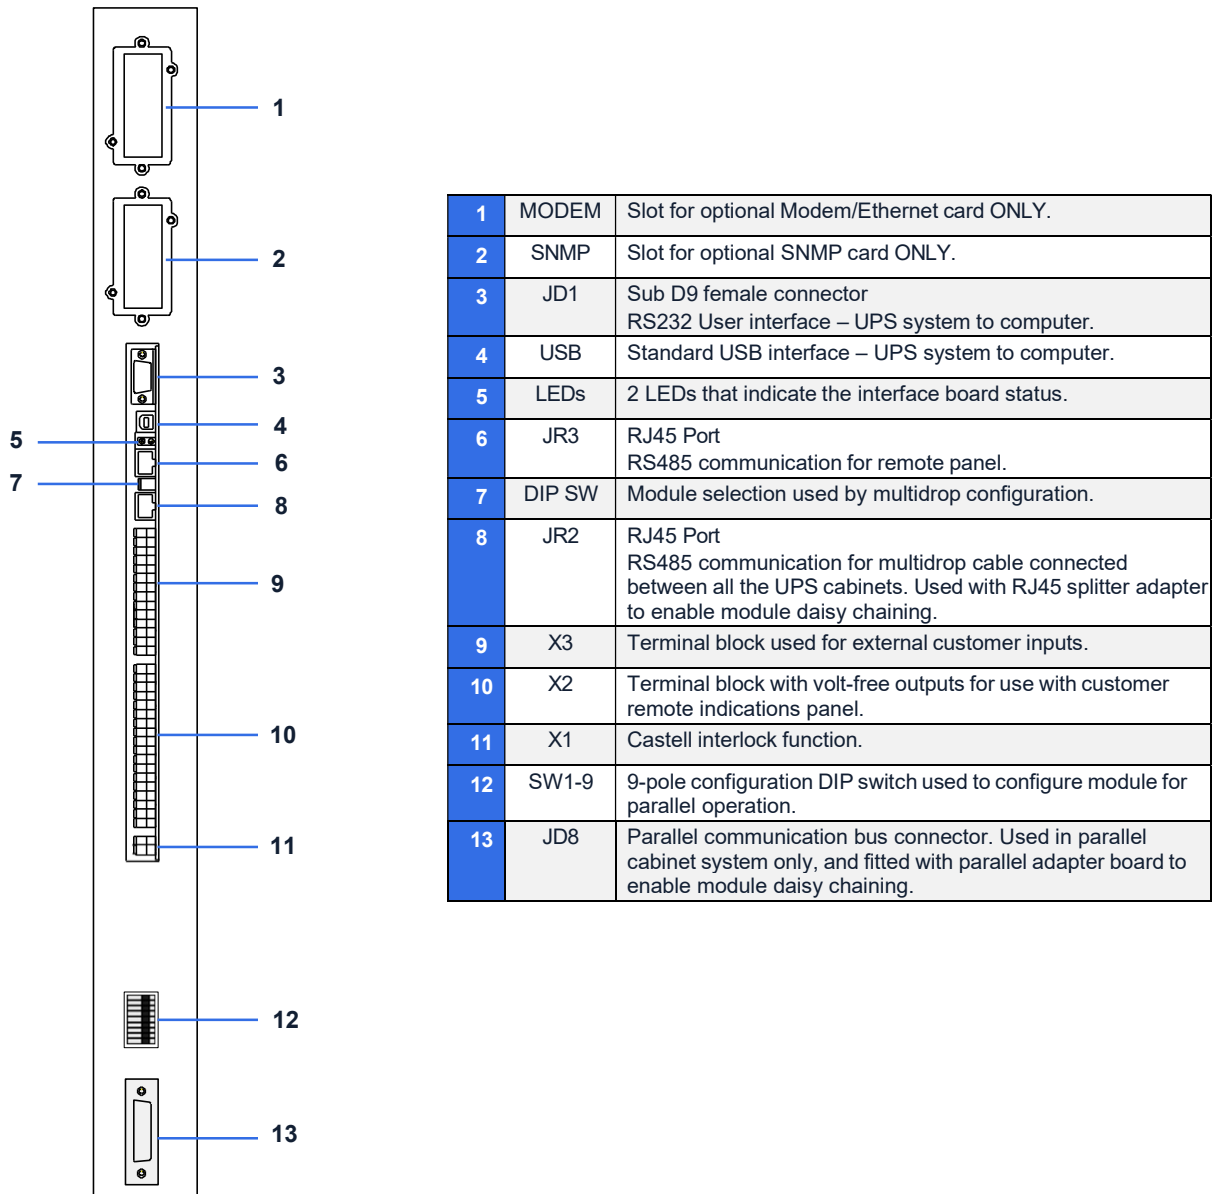 1
2
3
4
5
6
7
8
9
10
11
12
13
1 MODEM Slot for optional Modem/Ethernet card ONLY.
2 SNMP Slot for optional SNMP card ONLY.
3 JD1 Sub D9 female connector
RS232 User interface – UPS system to computer.
4 USB Standard USB interface – UPS system to computer.
5 LEDs 2 LEDs that indicate the interface board status.
6 JR3 RJ45 Port
RS485 communication for remote panel.
7 DIP SW Module selection used by multidrop configuration.
8 JR2 RJ45 Port
RS485 communication for multidrop cable connected
between all the UPS cabinets. Used with RJ45 splitter adapter
to enable module daisy chaining.
9 X3 Terminal block used for external customer inputs.
10 X2 Terminal block with volt-free outputs for use with customer
remote indications panel.
11 X1 Castell interlock function.
12 SW1-9 9-pole configuration DIP switch used to configure module for
parallel operation.
13 JD8 Parallel communication bus connector. Used in parallel
cabinet system only, and fitted with parallel adapter board to
enable module daisy chaining.